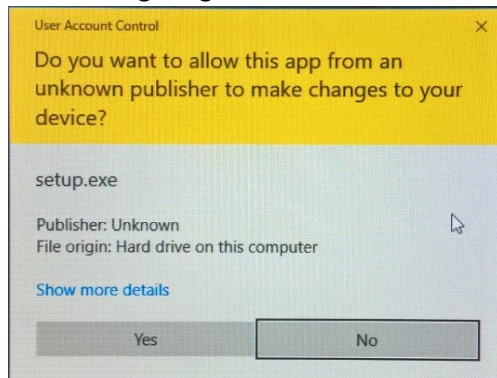 User Account Control
Do you want to allow this app from an
unknown publisher to make changes to your
device?
setup.exe
Publisher: Unknown
File origin: Hard drive on this computer
Show more details
Yes
No